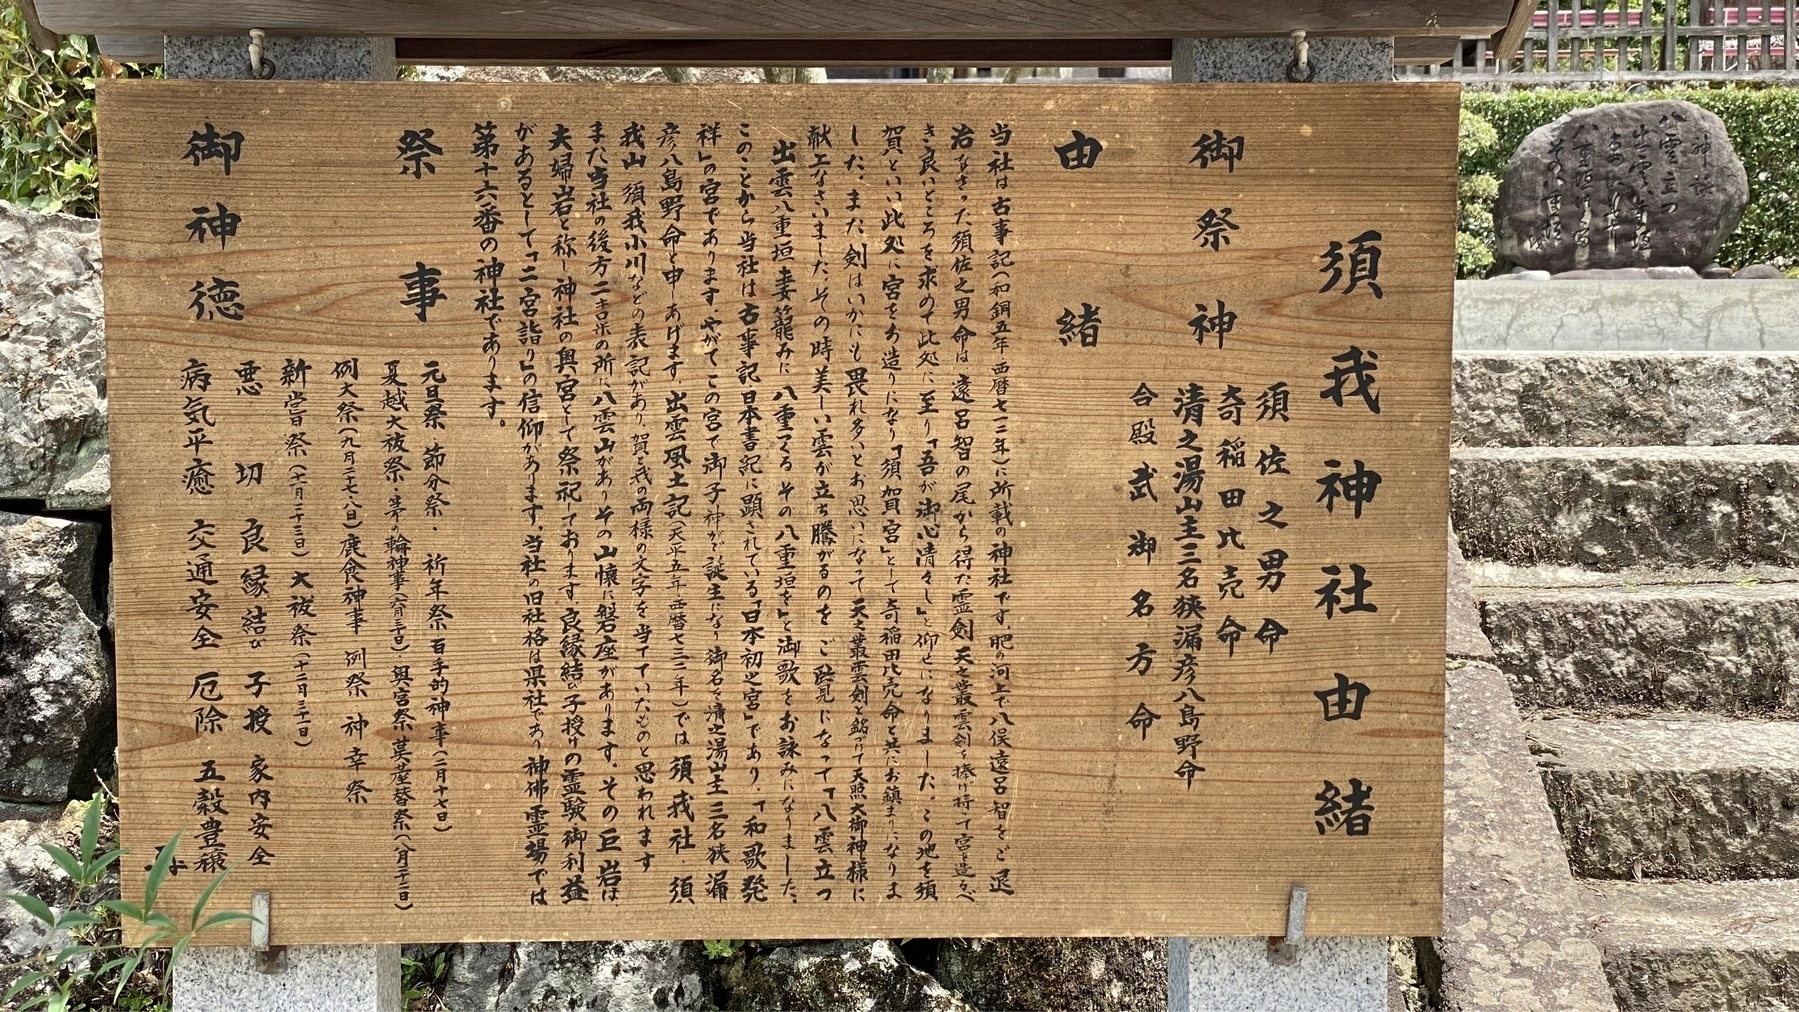 須我神社由緒
御祭神
須佐之男命
奇稲田比売命
清之湯山主三名狭漏彦八島野命
合殿 武御名方命
由緒
当社は古事記(和銅五年西暦七一二年)に所載の神社です。肥の河上で八俣遠呂智をご退
治なさった須佐之男命は 遠呂智の尾から得た霊剣 天之叢雲剣を捧げ持って宮を造るべ
き良いところを求めて此処に至り「吾が御心清々し」と仰せになりました。この地を須
賀といい此処に宮をお造りになり「須賀宮」として奇稲田比売命と共にお鎮まりになりま
した。また 剣はいかにも畏れ多いとお思いになって 天之叢雲剣と銘づけて天照大御神様に
献上なさいました。その時 美しい雲が立ち騰がるのを ご覧になって「八雲立つ
出雲八重垣 妻籠みに 八重つくる その八重垣を」と御歌をお詠みになりました。
このことから当社は古事記日本書紀に顕されている「日本初之宮」であり、「和歌発
祥」の宮であります。やがて この宮で御子神がご誕生になり御名を清之湯山主三名狭漏
彦八島野命と申しあげます。出雲風土記(天平五年西暦七三三年)では 須我社・須
我山 須我小川などの表記があり、賀と我の両様の文字を当てていたものと思われます
また当社の後方二粁米の所に八雲山がありその山懐に磐座があります。その巨岩は、
夫婦岩と称し神社の奥宮として祭祀しております 良縁結び 子授けの霊験 御利益
があるとして「二宮詣り」の信仰があります。当社の旧社格は県社であり 神佛霊場では
第十六番の神社であります。
祭事
元旦祭 節分祭・祈年祭 百手的神事(二月十七日)
夏越大祓祭・茅の輪神事(六月三十日) 奥宮祭 茣蓙替祭(八月二十二日)
例大祭(九月二七・八日)鹿食神事 例祭 神幸祭
新嘗祭(十一月二十三日) 大祓祭(十二月三十一日)
御神徳
悪切 良縁結び 子授 家内安全
病気平癒 交通安全 厄除 五穀豊穣
神詠
八雲立つ
出雲八重垣